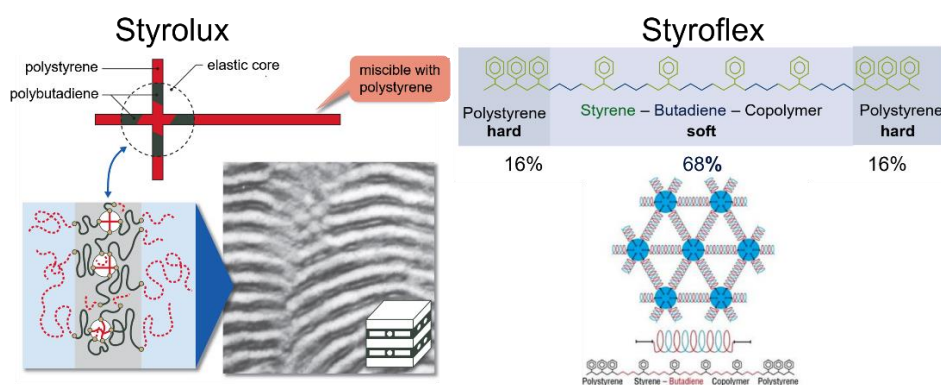 Styrolux
polystyrene
polybutadiene
elastic core
miscible with
polystyrene
Styroflex
Polystyrene
hard
Styrene – Butadiene – Copolymer
soft
Polystyrene
hard
16%
68%
16%
Polystyrene
Styrene – Butadiene
Copolymer
Polystyrene